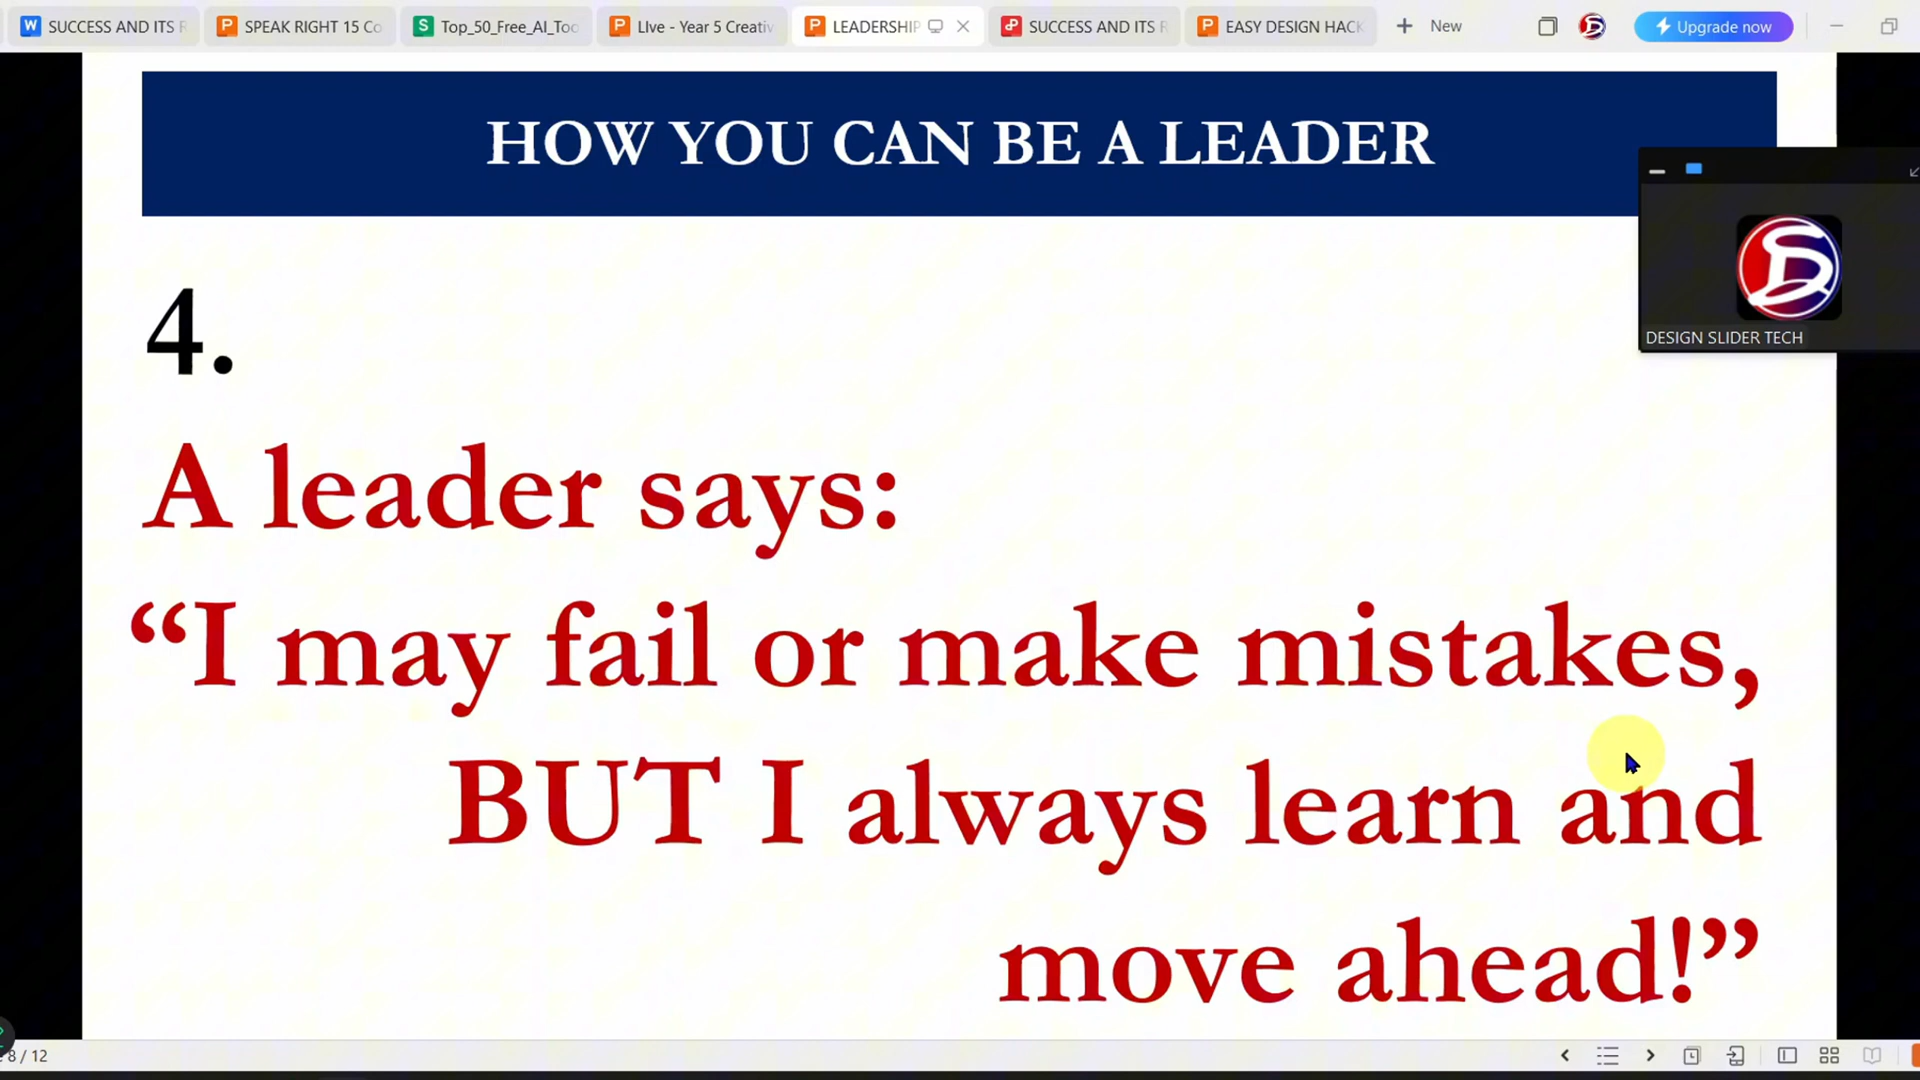 SUCCESS AND ITS R
SPEAK RIGHT 15 Co
Top_50_Free_AI_Too
LIve - Year 5 Creativ
LEADERSHIP
SUCCESS AND ITS R
EASY DESIGN HACK
New
Upgrade now
HOW YOU CAN BE A LEADER
DESIGN SLIDER TECH
4.
A leader says:
“I may fail or make mistakes,
BUT I always learn and
move ahead!”
8 / 12